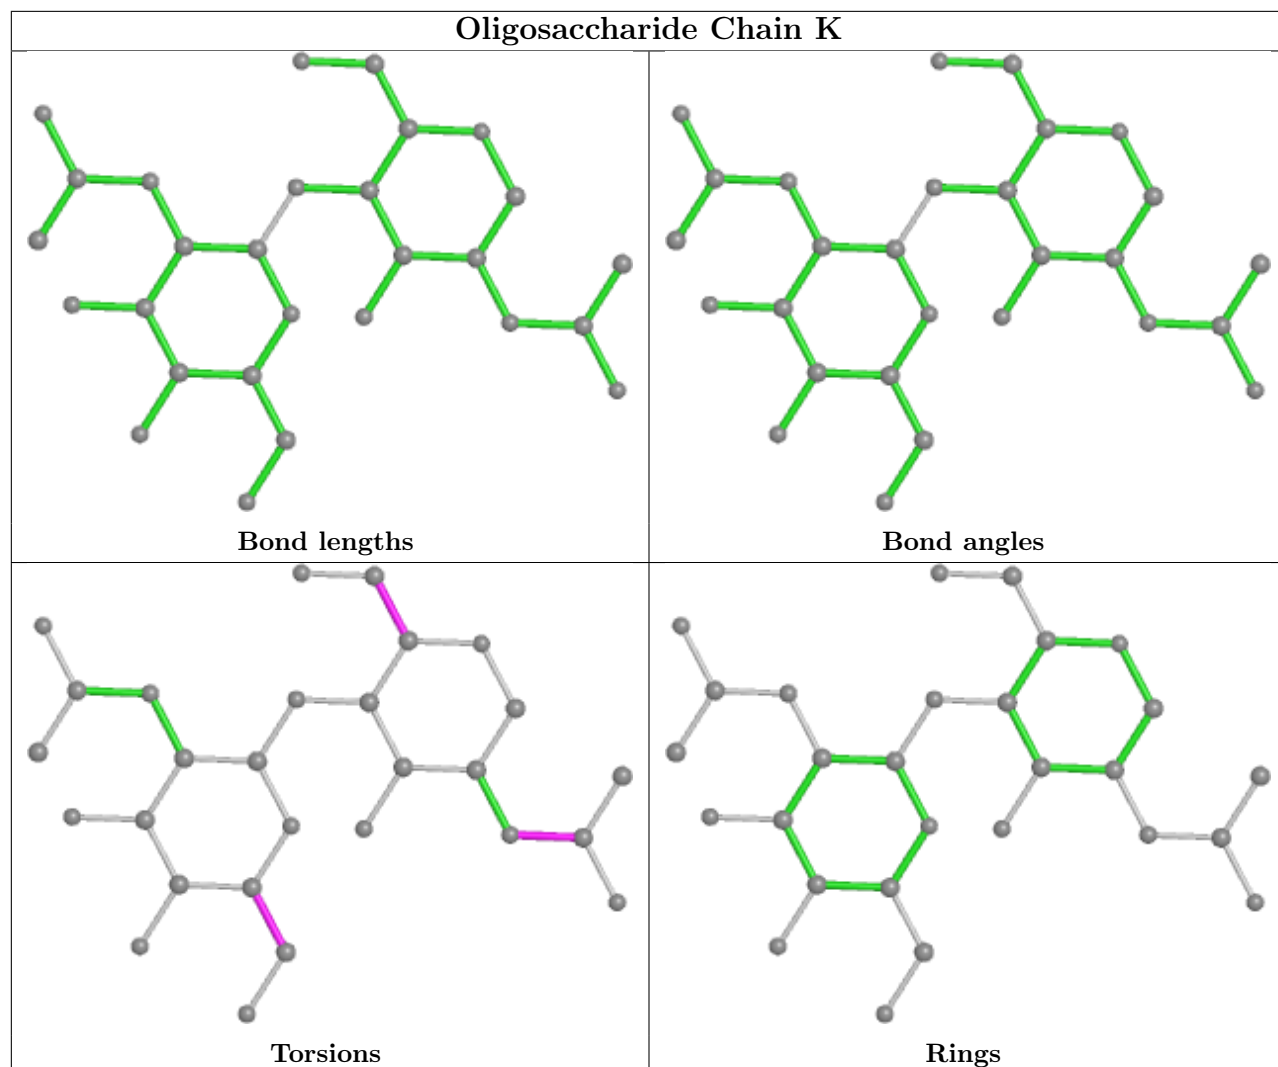 Oligosaccharide Chain K
Bond lengths
Bond angles
Torsions
Rings